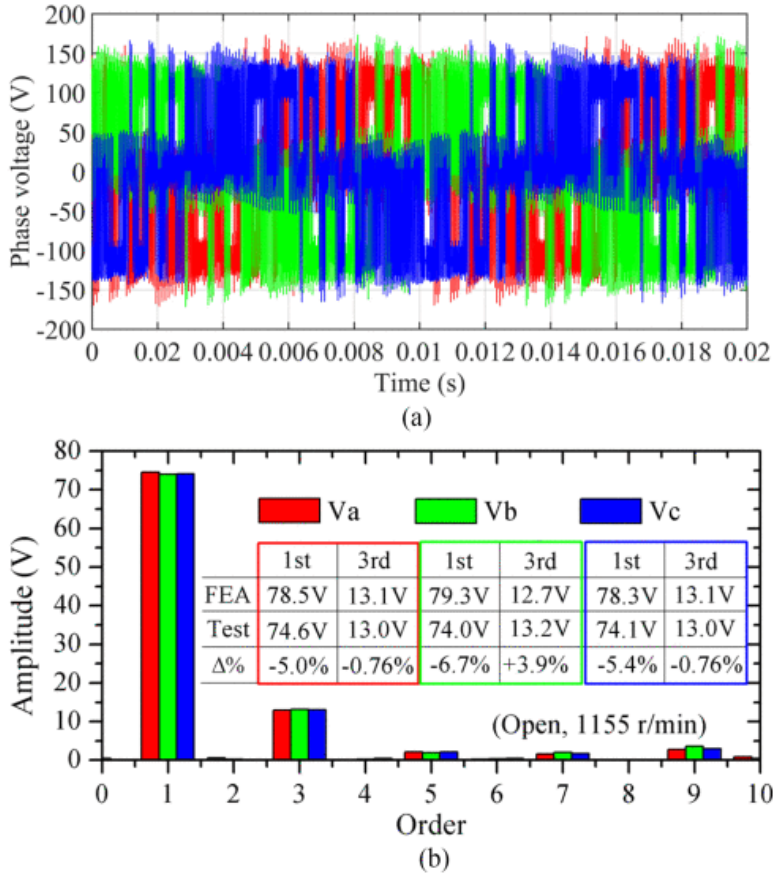 200
150
100
50
0
-50
-100
-150
-200
Phase voltage (V)
0 0.02 0.004 0.006 0.008 0.01 0.012 0.014 0.016 0.018 0.02
Time (s)
(a)
80
70
60
50
40
30
20
10
0
Amplitude (V)
Va Vb Vc
1st 3rd 1st 3rd 1st 3rd
FEA 78.5V 13.1V 79.3V 12.7V 78.3V 13.1V
Test 74.6V 13.0V 74.0V 13.2V 74.1V 13.0V
Δ% -5.0% -0.76% -6.7% +3.9% -5.4% -0.76%
(Open, 1155 r/min)
0 1 2 3 4 5 6 7 8 9 10
Order
(b)